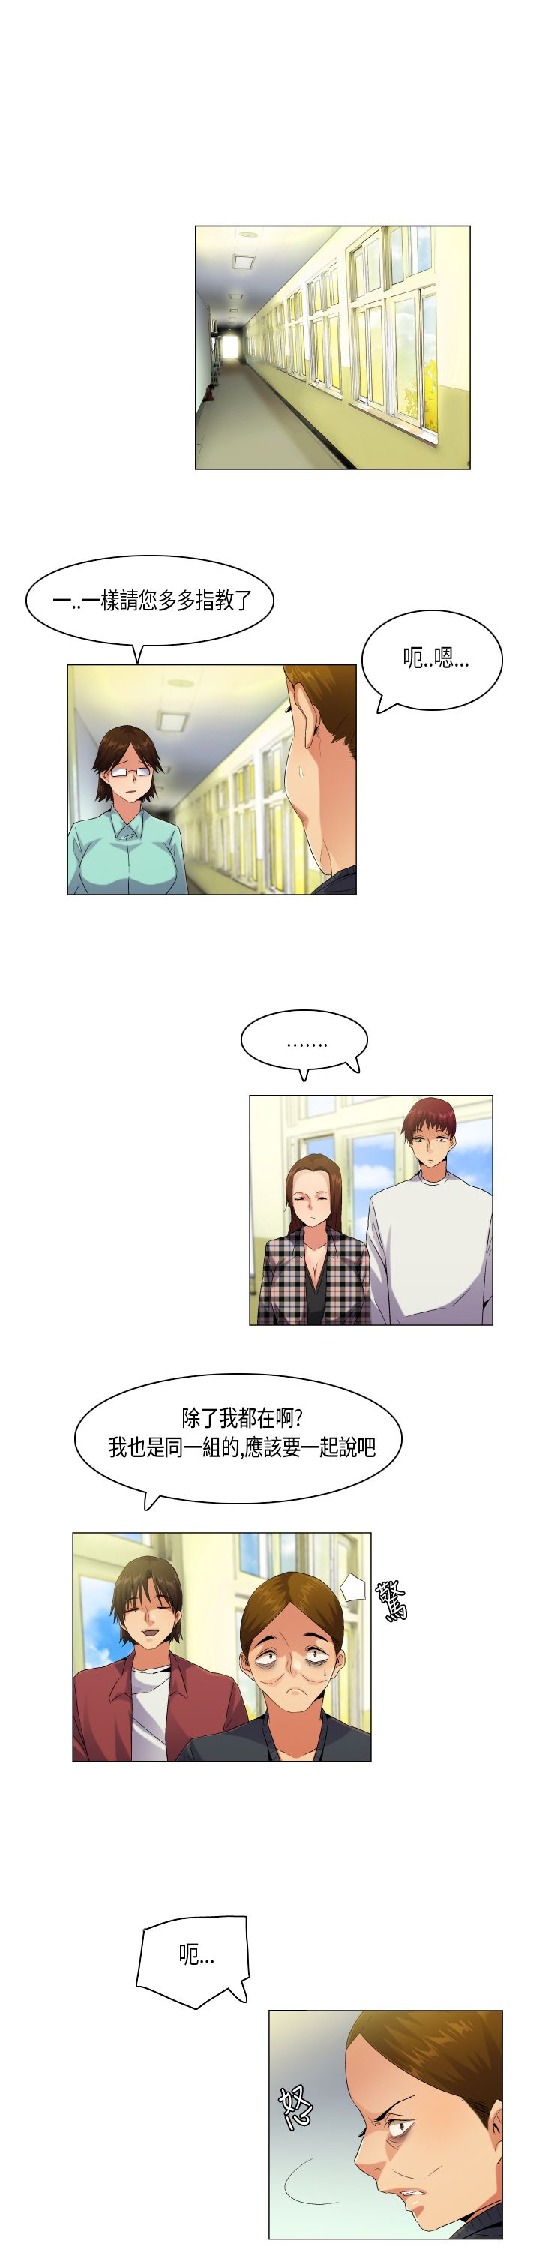 一..一樣請您多多指教了
呃..嗯...
.......
除了我都在啊?
我也是同一組的,應該要一起說吧
驚
呃...
怒